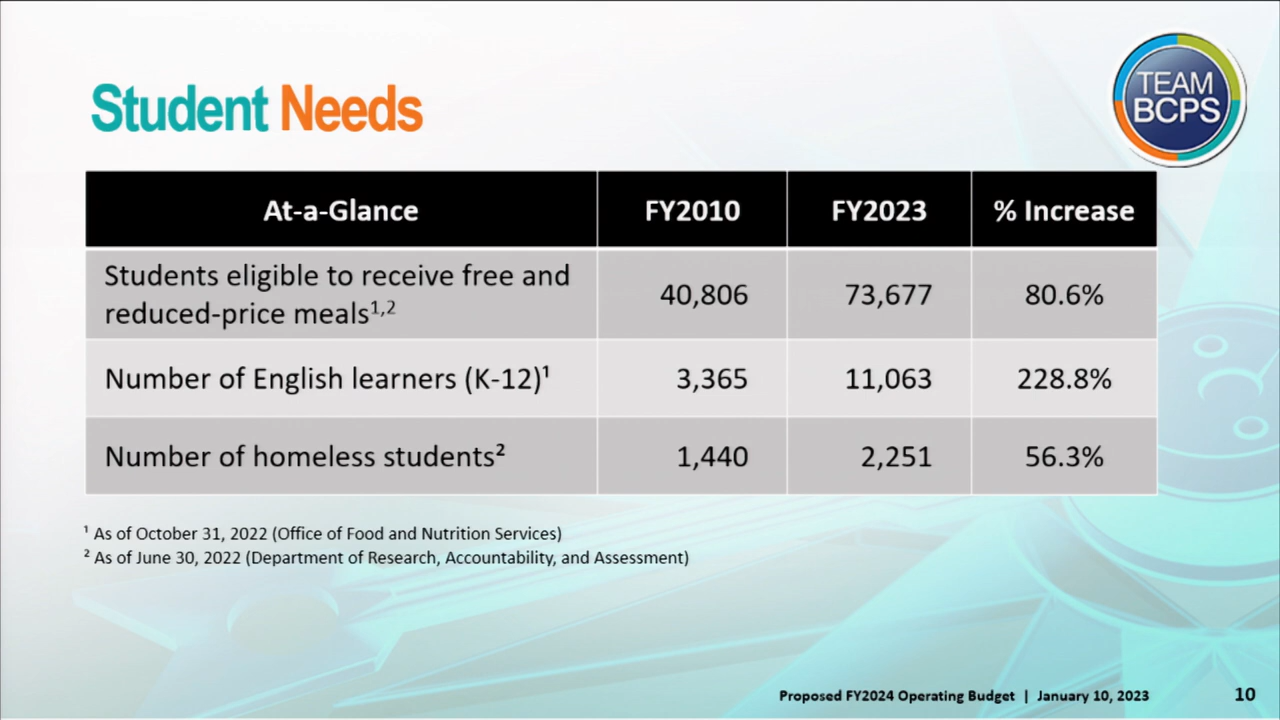 Student Needs
TEAM
BCPS
At-a-Glance FY2010 FY2023 % Increase
Students eligible to receive free and
reduced-price meals¹,² 40,806 73,677 80.6%
Number of English learners (K-12)¹ 3,365 11,063 228.8%
Number of homeless students² 1,440 2,251 56.3%
¹ As of October 31, 2022 (Office of Food and Nutrition Services)
² As of June 30, 2022 (Department of Research, Accountability, and Assessment)
Proposed FY2024 Operating Budget | January 10, 2023 10